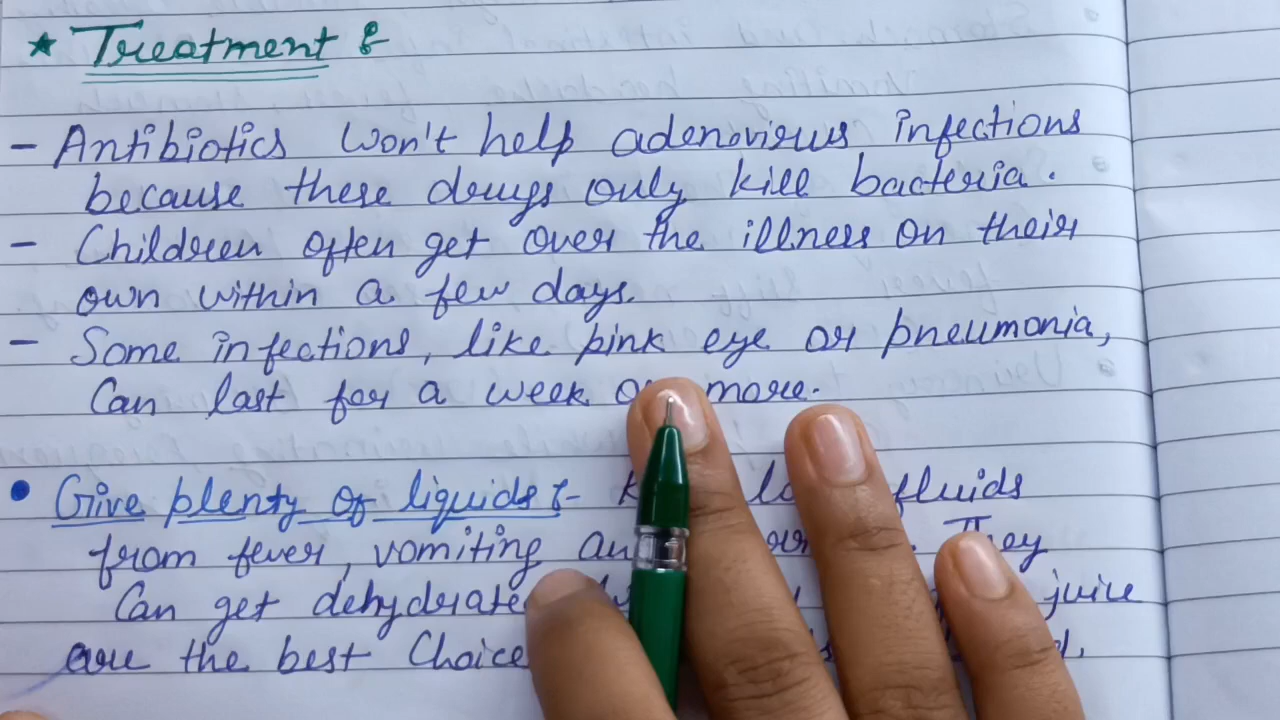 ★ Treatment :-
- Antibiotics won't help adenovirus infections
because these drugs only kill bacteria.
- Children often get over the illness on their
own within a few days.
- Some infections, like pink eye or pneumonia,
Can last for a week or more.
• Give plenty of liquids :- fluids
from fever, vomiting They
Can get dehydrated juice
are the best Choice